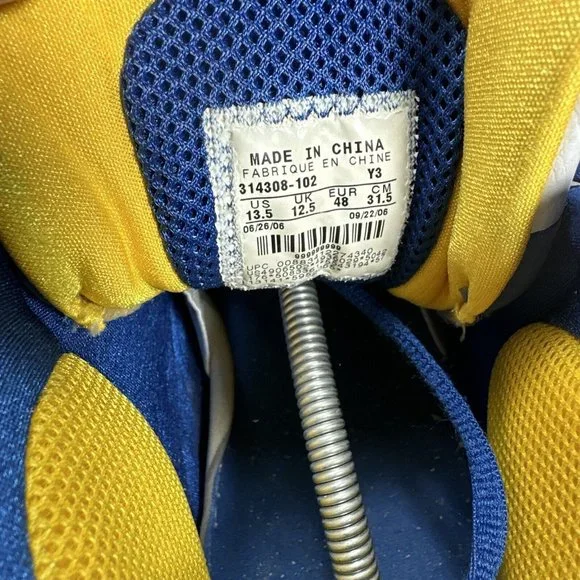 MADE IN CHINA
FABRIQUE EN CHINE
314308-102 Y3
US UK EUR CM
13.5 12.5 48 31.5
06/26/06 09/22/06
UPC